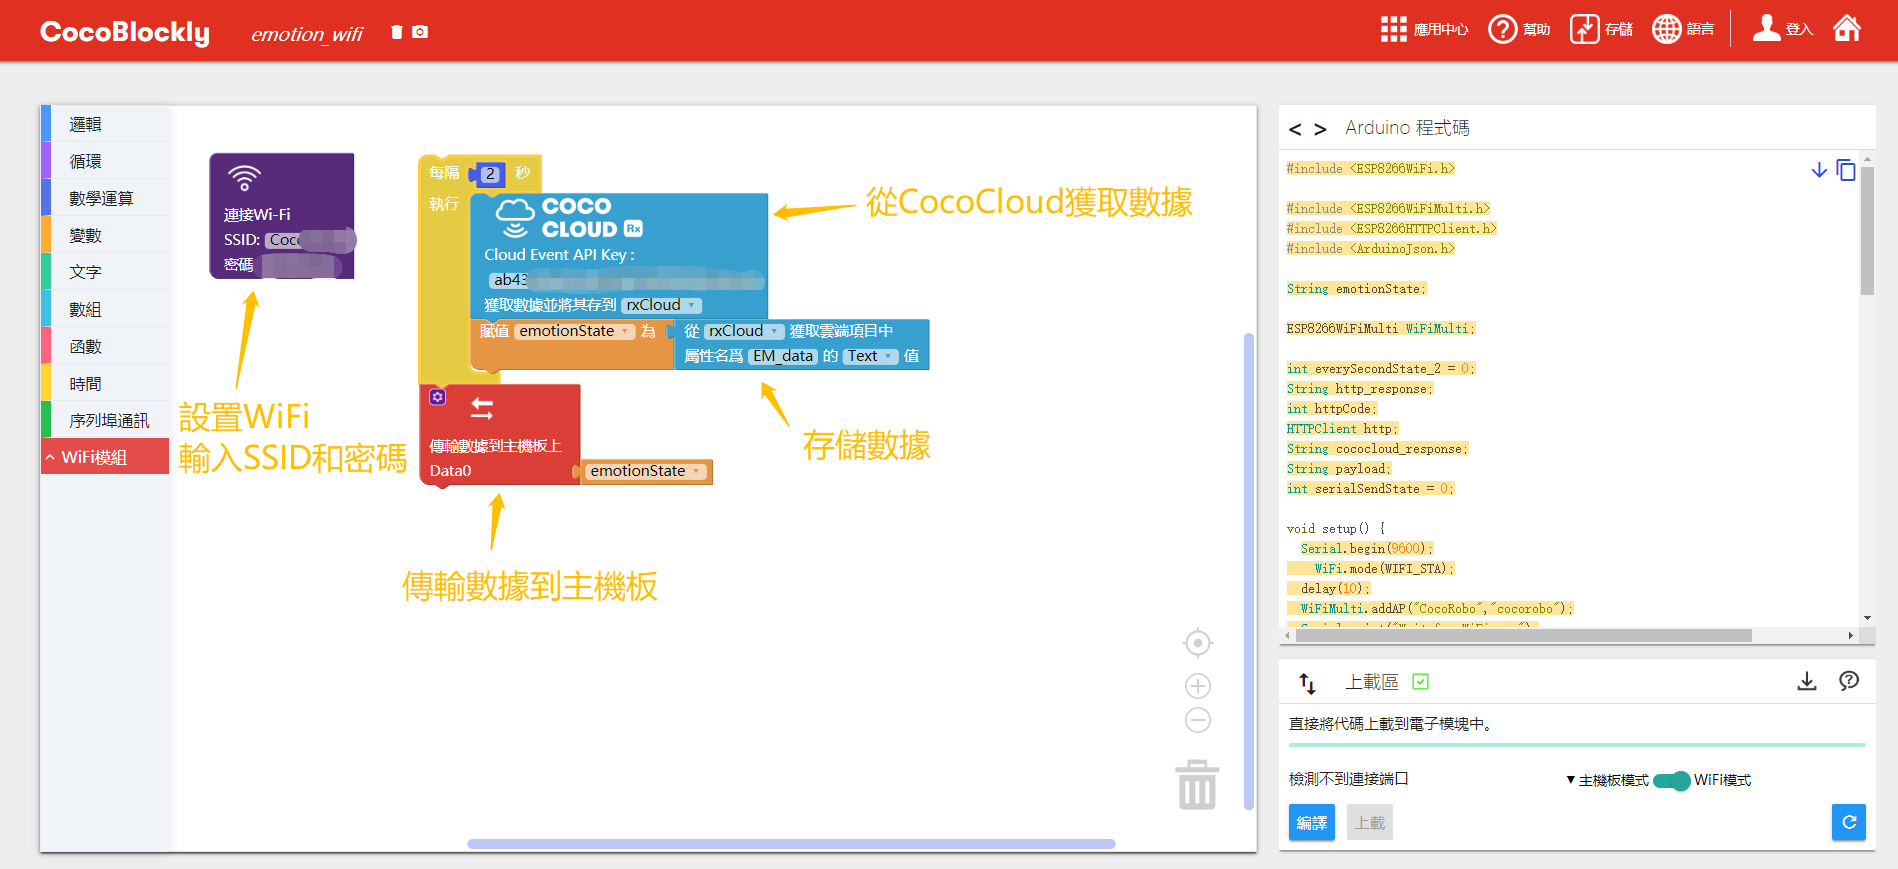 CocoBlockly
emotion_wifi
應用中心
幫助
存儲
語言
登入
邏輯
循環
數學運算
變數
文字
數組
函數
時間
序列埠通訊
WiFi模組
連接Wi-Fi
SSID: Coco
密碼
設置WiFi
輸入SSID和密碼
每隔 2 秒
執行
COCO
CLOUD Rx
Cloud Event API Key :
ab43
獲取數據並將其存到 rxCloud
賦值 emotionState 為 從 rxCloud 獲取雲端項目中
屬性名爲 EM_data 的 Text 值
從CocoCloud獲取數據
存儲數據
傳輸數據到主機板上
Data0 emotionState
傳輸數據到主機板
< > Arduino 程式碼
#include <ESP8266WiFi.h>
#include <ESP8266WiFiMulti.h>
#include <ESP8266HTTPClient.h>
#include <ArduinoJson.h>
String emotionState;
ESP8266WiFiMulti WiFiMulti;
int everySecondState_2 = 0;
String http_response;
int httpCode;
HTTPClient http;
String cococloud_response;
String payload;
int serialSendState = 0;
void setup() {
Serial.begin(9600);
WiFi.mode(WIFI_STA);
delay(10);
WiFiMulti.addAP("CocoRobo","cocorobo");
上載區
直接將代碼上載到電子模塊中。
檢測不到連接端口
▼主機板模式 WiFi模式
編譯
上載